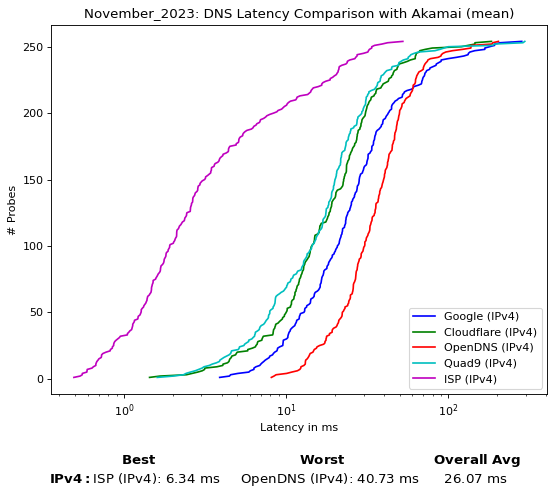 November_2023: DNS Latency Comparison with Akamai (mean)
# Probes
250
200
150
100
50
0
10⁰
10¹
10²
Latency in ms
Google (IPv4)
Cloudflare (IPv4)
OpenDNS (IPv4)
Quad9 (IPv4)
ISP (IPv4)
Best Worst Overall Avg
IPv4: ISP (IPv4): 6.34 ms OpenDNS (IPv4): 40.73 ms 26.07 ms